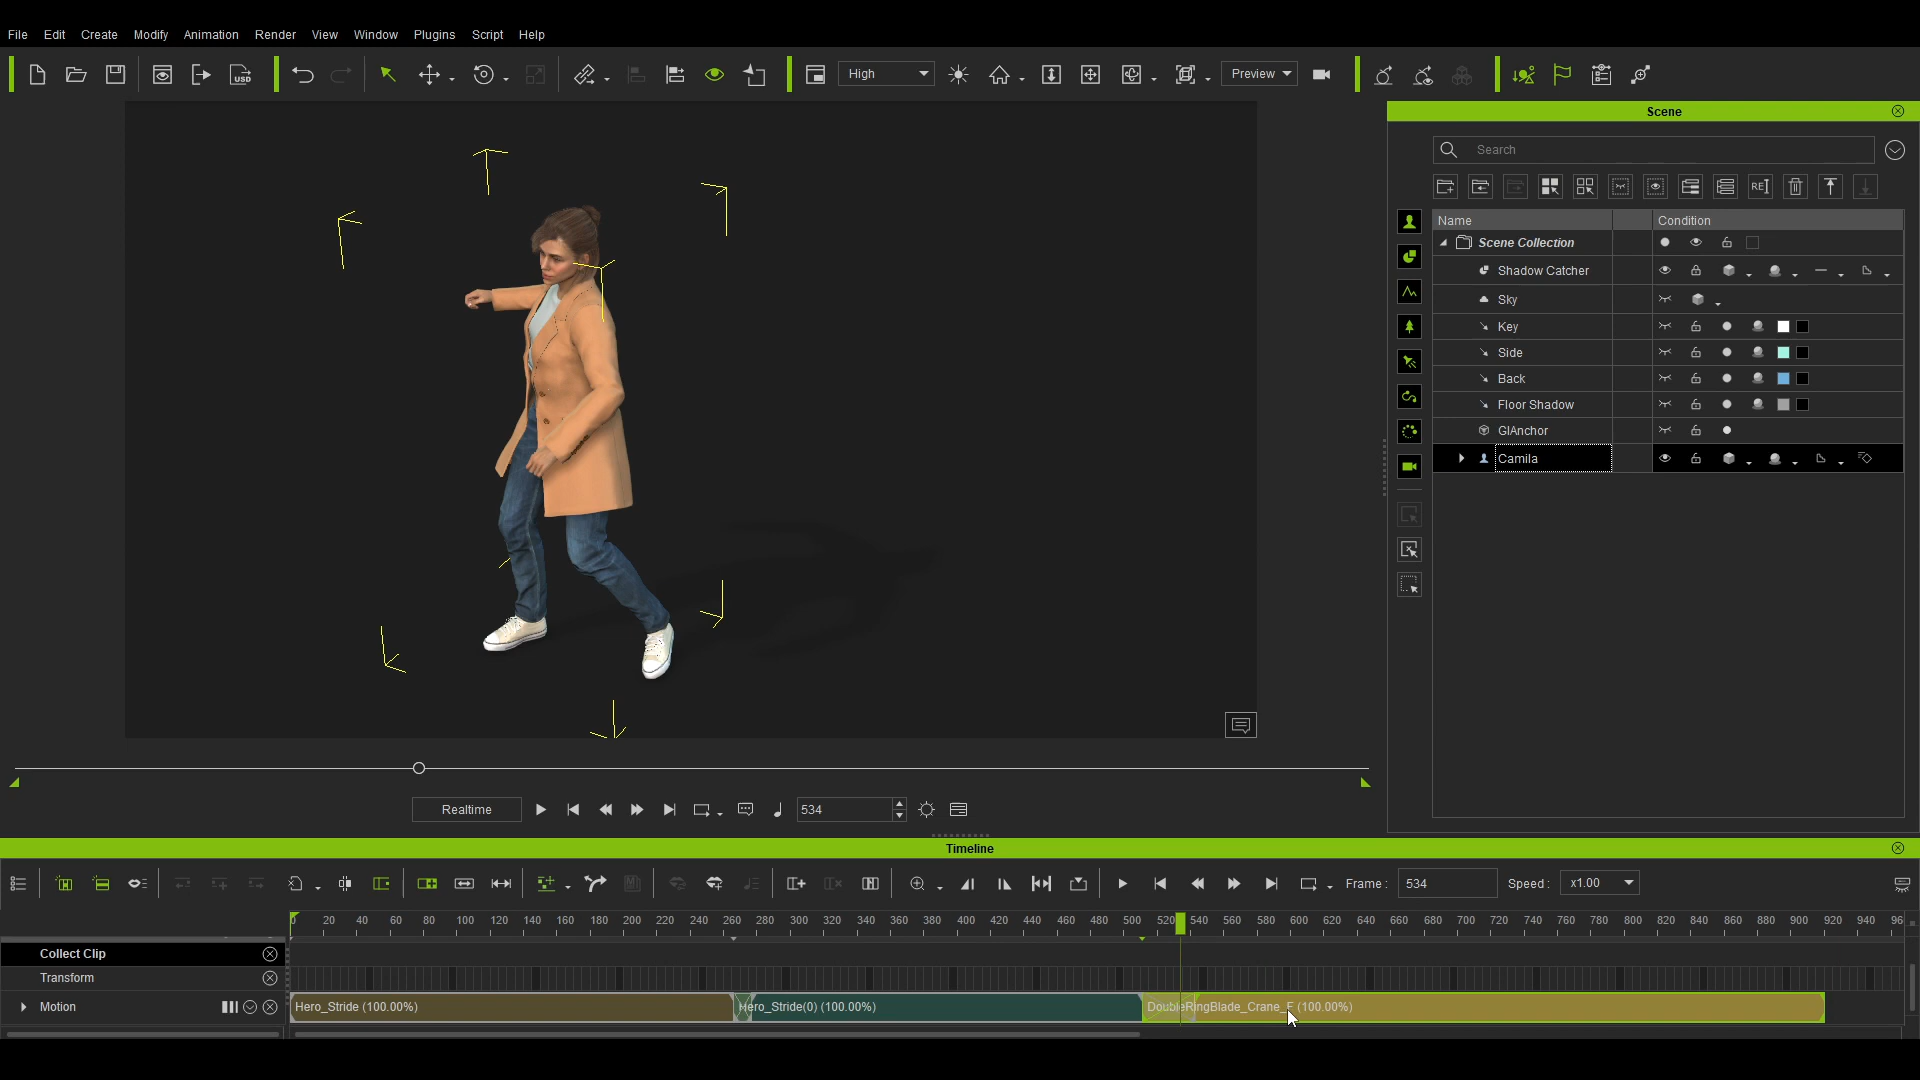 File Edit Create Modify Animation Render View Window Plugins Script Help
USD High Preview
Scene
Search
RE
Name Condition
Scene Collection
Shadow Catcher
Sky
Key
Side
Back
Floor Shadow
GIAnchor
Camila
Realtime 534
Timeline
Frame : 534 Speed : x1.00
0 20 40 60 80 100 120 140 160 180 200 220 240 260 280 300 320 340 360 380 400 420 440 460 480 500 520 540 560 580 600 620 640 660 680 700 720 740 760 780 800 820 840 860 880 900 920 940 96
Collect Clip
Transform
Motion Hero_Stride (100.00%) Hero_Stride(0) (100.00%) DoubleRingBlade_Crane_F (100.00%)